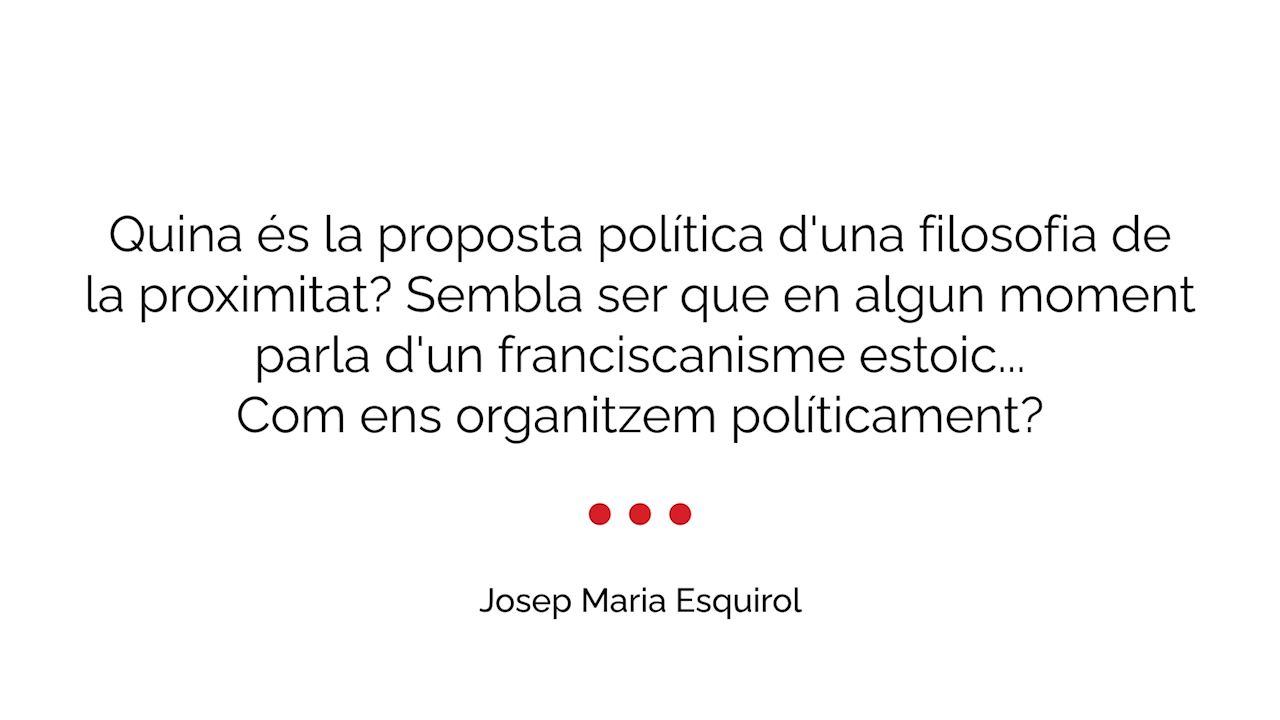 Quina és la proposta política d'una filosofia de
la proximitat? Sembla ser que en algun moment
parla d'un franciscanisme estoic...
Com ens organitzem políticament?
Josep Maria Esquirol